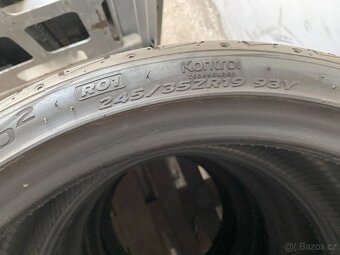 RO1
Kontrol
TECHNOLOGY
245/35ZR19 93Y
Bazos.cz